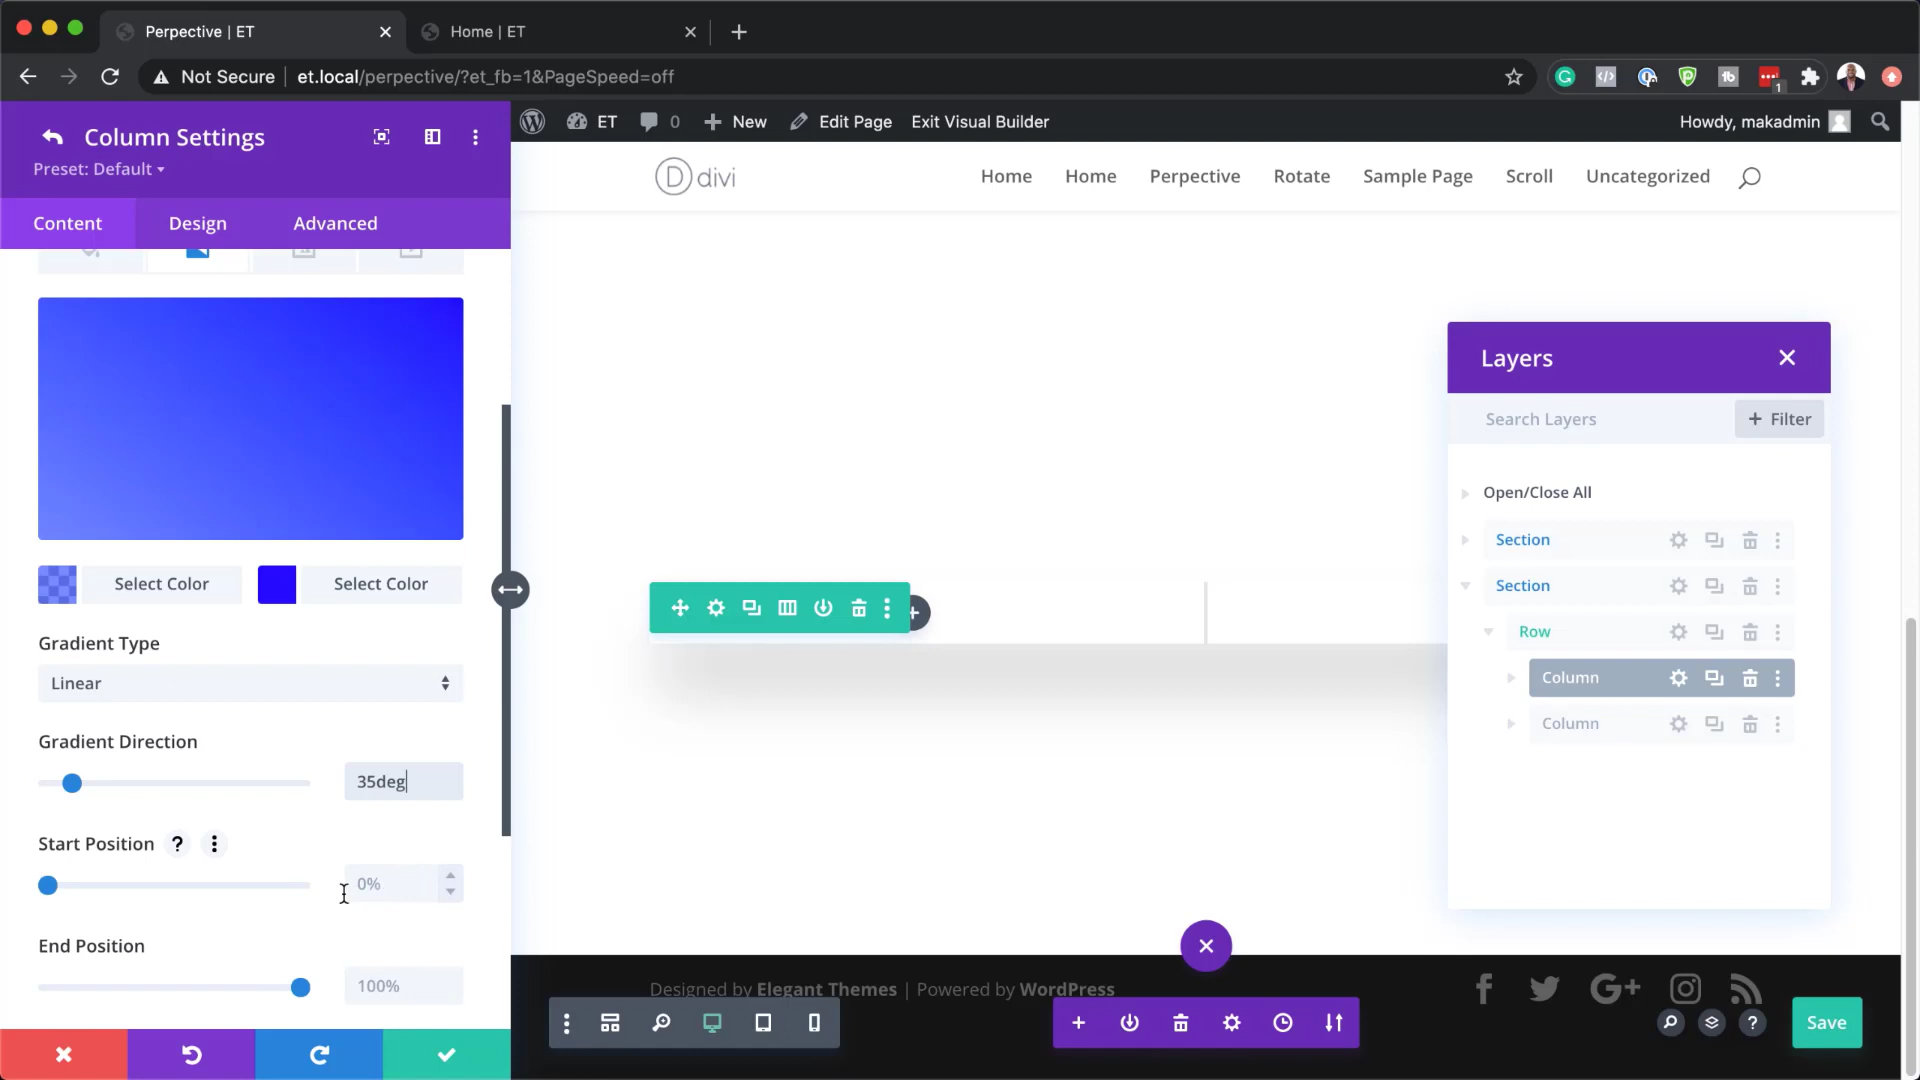 Perpective | ET
Home | ET
Not Secure
et.local/perpective/?et_fb=1&PageSpeed=off
Column Settings
Preset: Default
Content
Design
Advanced
Select Color
Select Color
Gradient Type
Linear
Gradient Direction
35deg
Start Position ?
0%
End Position
100%
ET
0
New
Edit Page
Exit Visual Builder
Howdy, makadmin
D divi
Home
Home
Perpective
Rotate
Sample Page
Scroll
Uncategorized
Layers
Search Layers
+ Filter
Open/Close All
Section
Section
Row
Column
Column
Designed by Elegant Themes | Powered by WordPress
Save